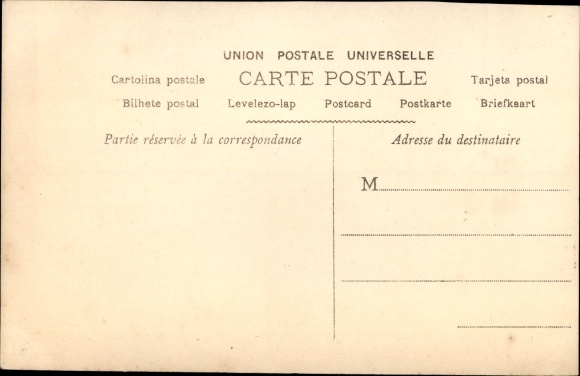 UNION POSTALE UNIVERSELLE
Cartolina postale CARTE POSTALE Tarjeta postal
Bilhete postal Levelezo-lap Postcard Postkarte Briefkaart
Partie réservée à la correspondance
Adresse du destinataire
M